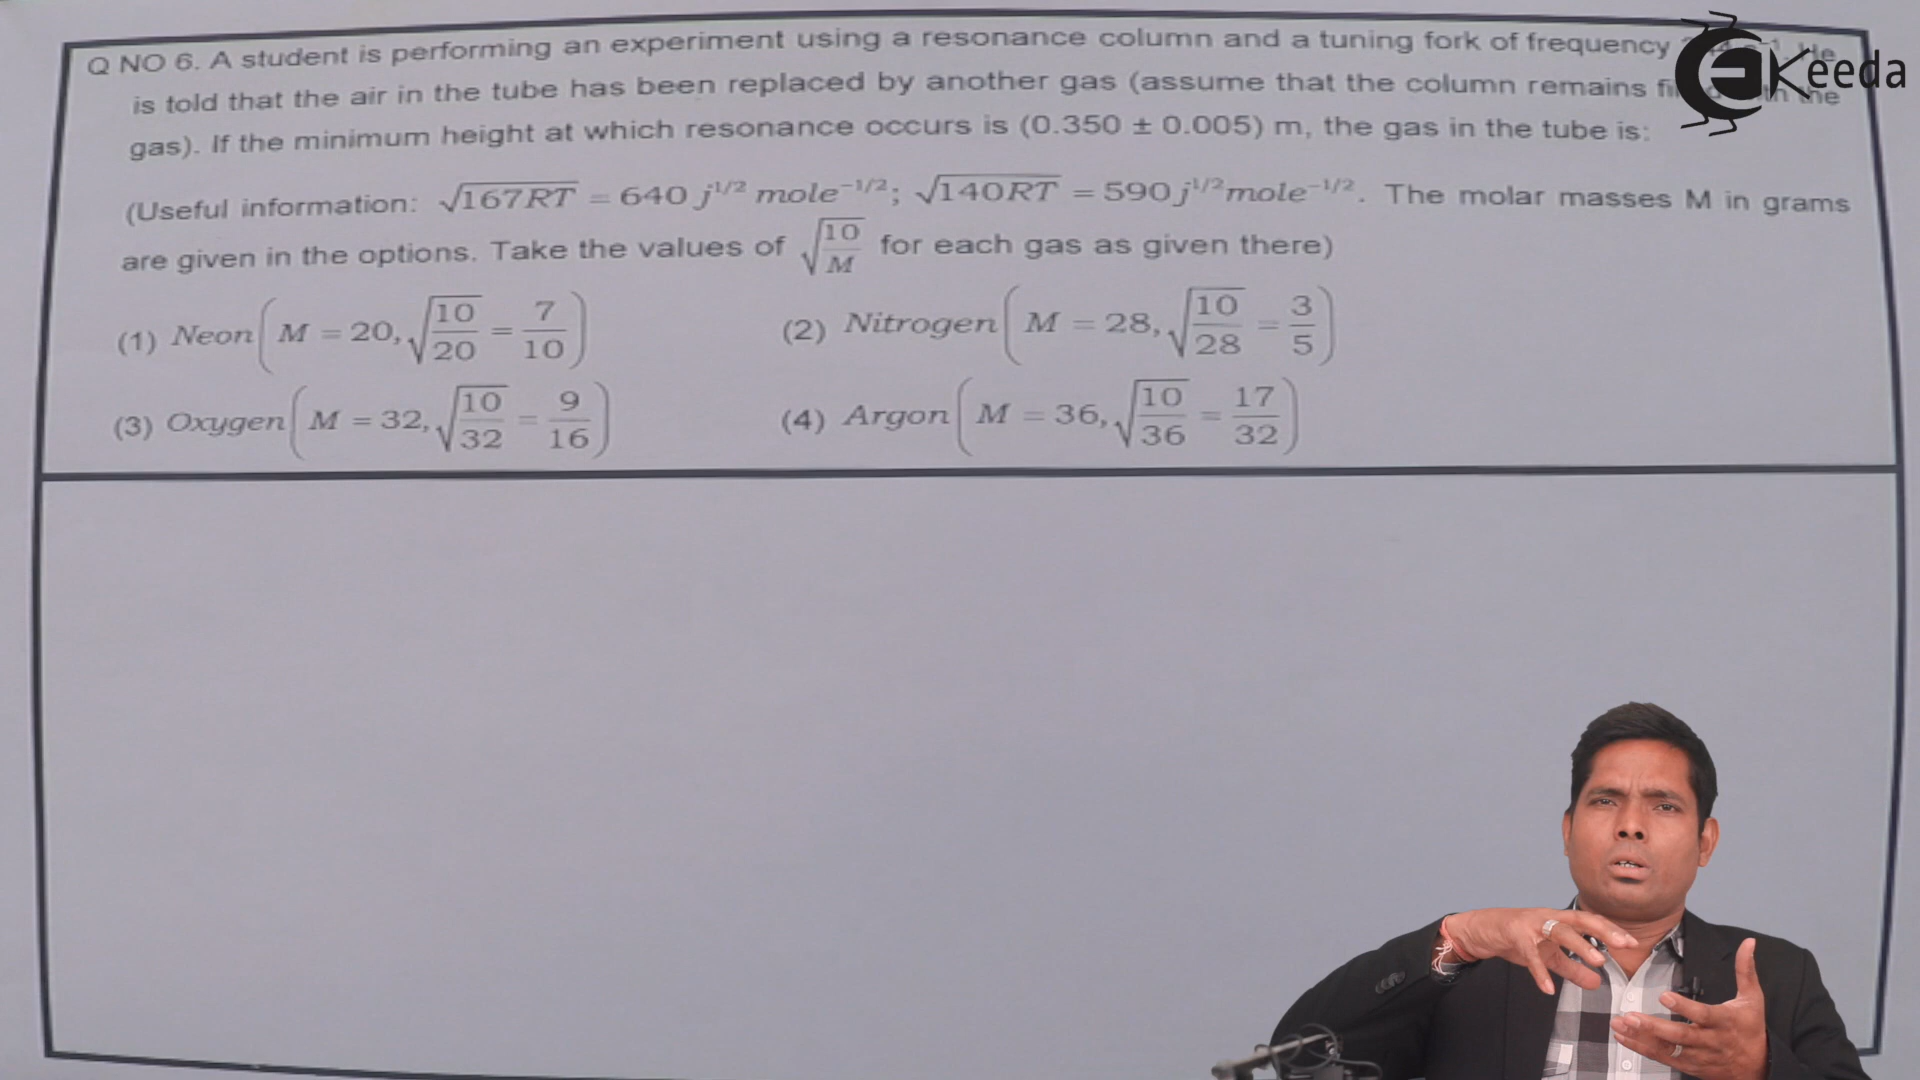 Q NO 6. A student is performing an experiment using a resonance column and a tuning fork of frequency
is told that the air in the tube has been replaced by another gas (assume that the column remains the
gas). If the minimum height at which resonance occurs is (0.350 ± 0.005) m, the gas in the tube is:
(Useful information: √167RT = 640 j^1/2 mole^−1/2; √140RT = 590 j^1/2 mole^−1/2. The molar masses M in grams
are given in the options. Take the values of √(10/M) for each gas as given there)
(1) Neon (M = 20, √(10/20) = 7/10) (2) Nitrogen (M = 28, √(10/28) = 3/5)
(3) Oxygen (M = 32, √(10/32) = 9/16) (4) Argon (M = 36, √(10/36) = 17/32)
eKeeda